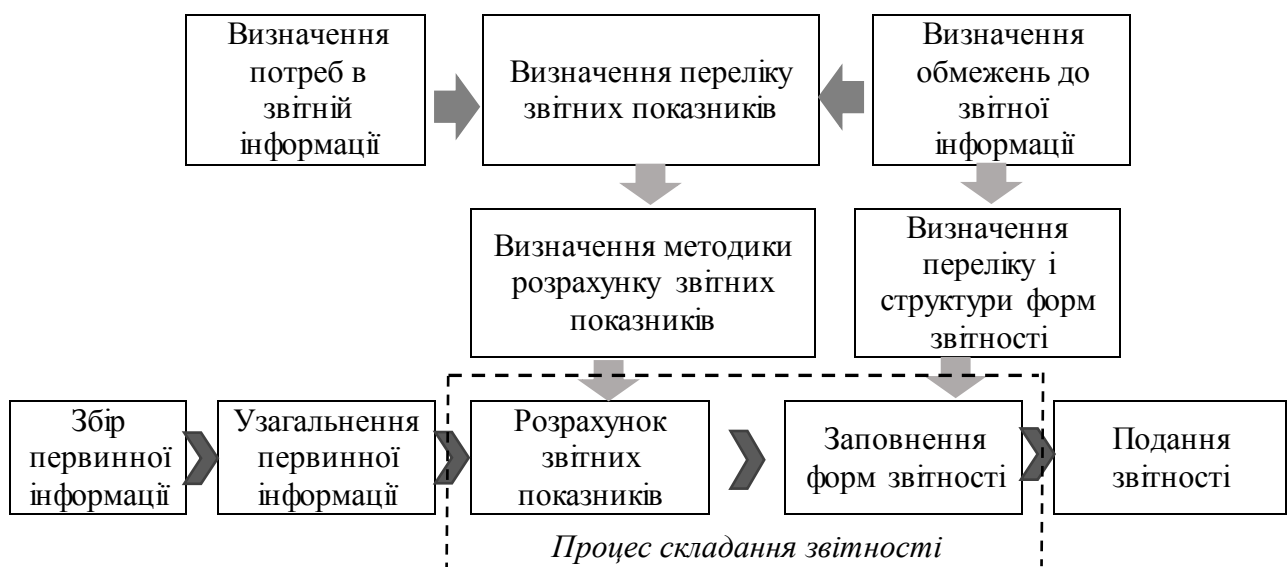 Визначення
потреб в
звітній
інформації
Визначення переліку
звітних показників
Визначення
обмежень до
звітної
інформації
Визначення методики
розрахунку звітних
показників
Визначення
переліку і
структури форм
звітності
Збір
первинної
інформації
Узагальнення
первинної
інформації
Розрахунок
звітних
показників
Заповнення
форм звітності
Подання
звітності
Процес складання звітності